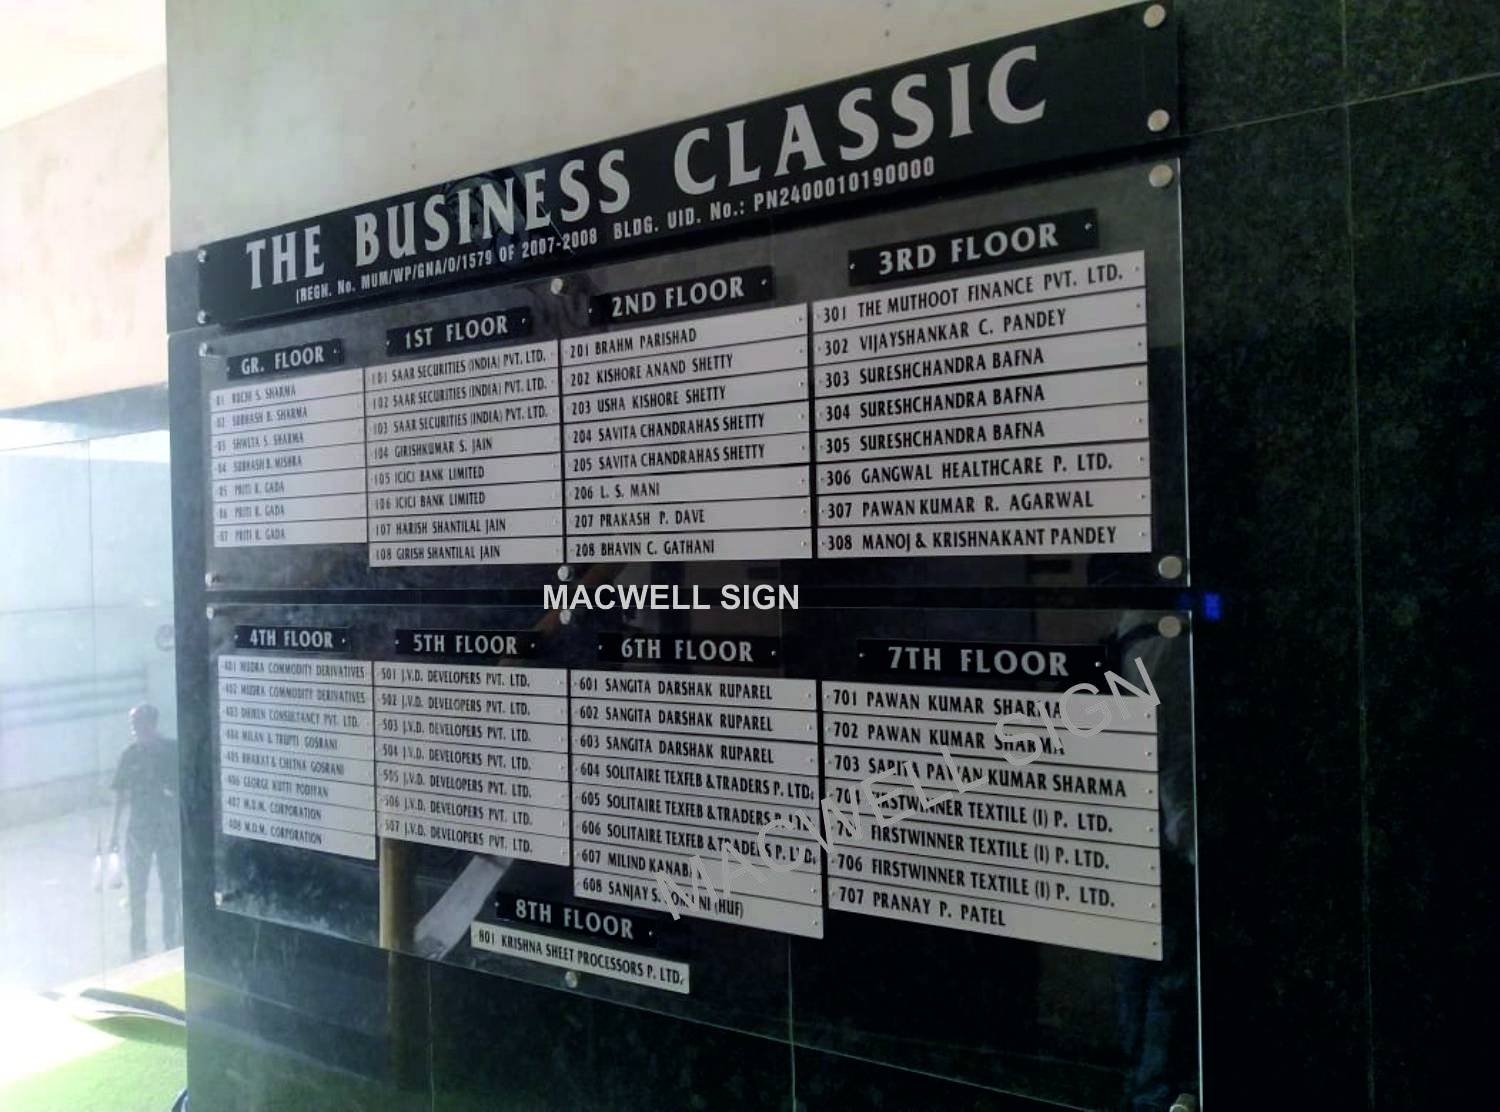 THE BUSINESS CLASSIC
(REGN. No. MUM/WP/GNA/O/1579 OF 2007-2008 BLDG. UID. No.: PN2400010190000
GR. FLOOR
01 RUCHI S. SHARMA
02 SUBHASH B. SHARMA
03 SHWETA S. SHARMA
04 SUBHASH B. MISHRA
05 PRITI R. GADA
06 PRITI R. GADA
07 PRITI R. GADA
1ST FLOOR
101 SAAR SECURITIES (INDIA) PVT. LTD.
102 SAAR SECURITIES (INDIA) PVT. LTD.
103 SAAR SECURITIES (INDIA) PVT. LTD.
104 GIRISHKUMAR S. JAIN
105 ICICI BANK LIMITED
106 ICICI BANK LIMITED
107 HARISH SHANTILAL JAIN
108 GIRISH SHANTILAL JAIN
2ND FLOOR
201 BRAHM PARISHAD
202 KISHORE ANAND SHETTY
203 USHA KISHORE SHETTY
204 SAVITA CHANDRAHAS SHETTY
205 SAVITA CHANDRAHAS SHETTY
206 L. S. MANI
207 PRAKASH P. DAVE
208 BHAVIN C. GATHANI
3RD FLOOR
301 THE MUTHOOT FINANCE PVT. LTD.
302 VIJAYSHANKAR C. PANDEY
303 SURESHCHANDRA BAFNA
304 SURESHCHANDRA BAFNA
305 SURESHCHANDRA BAFNA
306 GANGWAL HEALTHCARE P. LTD.
307 PAWAN KUMAR R. AGARWAL
308 MANOJ & KRISHNAKANT PANDEY
MACWELL SIGN
4TH FLOOR
401 MUDRA COMMODITY DERIVATIVES
402 MUDRA COMMODITY DERIVATIVES
403 DHIREN CONSULTANCY PVT. LTD.
404 MILAN & TRUPTI GOSRANI
405 BHARAT & CHETNA GOSRANI
406 GEORGE KUTTI PODIYAN
407 M.D.M. CORPORATION
408 M.D.M. CORPORATION
5TH FLOOR
501 J.V.D. DEVELOPERS PVT. LTD.
502 J.V.D. DEVELOPERS PVT. LTD.
503 J.V.D. DEVELOPERS PVT. LTD.
504 J.V.D. DEVELOPERS PVT. LTD.
505 J.V.D. DEVELOPERS PVT. LTD.
506 J.V.D. DEVELOPERS PVT. LTD.
507 J.V.D. DEVELOPERS PVT. LTD.
6TH FLOOR
601 SANGITA DARSHAK RUPAREL
602 SANGITA DARSHAK RUPAREL
603 SANGITA DARSHAK RUPAREL
604 SOLITAIRE TEXFEB & TRADERS P. LTD.
605 SOLITAIRE TEXFEB & TRADERS P. LTD.
606 SOLITAIRE TEXFEB & TRADERS P. LTD.
607 MILIND
608 SANJAY S. (HUF)
7TH FLOOR
701 PAWAN KUMAR SHARMA
702 PAWAN KUMAR SHARMA
703 SARITA PAWAN KUMAR SHARMA
704 FIRSTWINNER TEXTILE (I) P. LTD.
705 FIRSTWINNER TEXTILE (I) P. LTD.
706 FIRSTWINNER TEXTILE (I) P. LTD.
707 PRANAY P. PATEL
MACWELL SIGN
8TH FLOOR
801 KRISHNA SHEET PROCESSORS P. LTD.